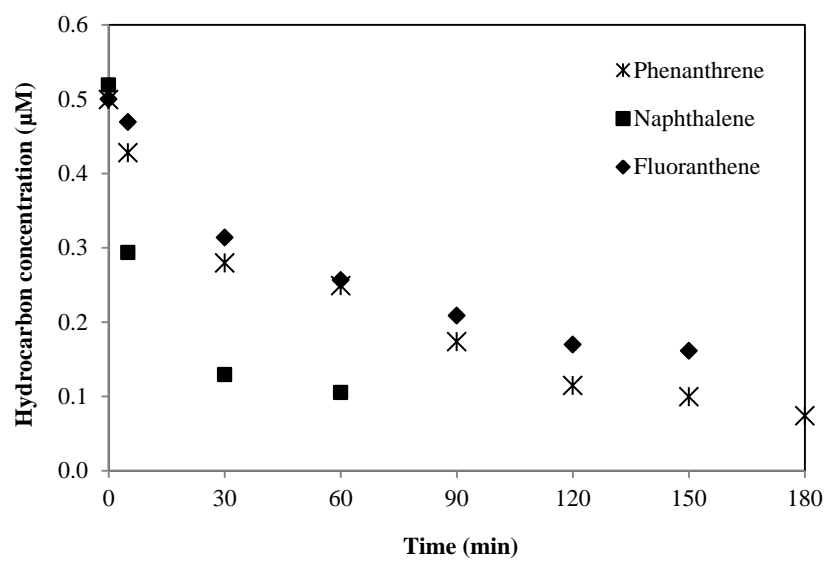 0.6
0.5
0.4
0.3
0.2
0.1
0.0
Hydrocarbon concentration (µM)
Phenanthrene
Naphthalene
Fluoranthene
0 30 60 90 120 150 180
Time (min)